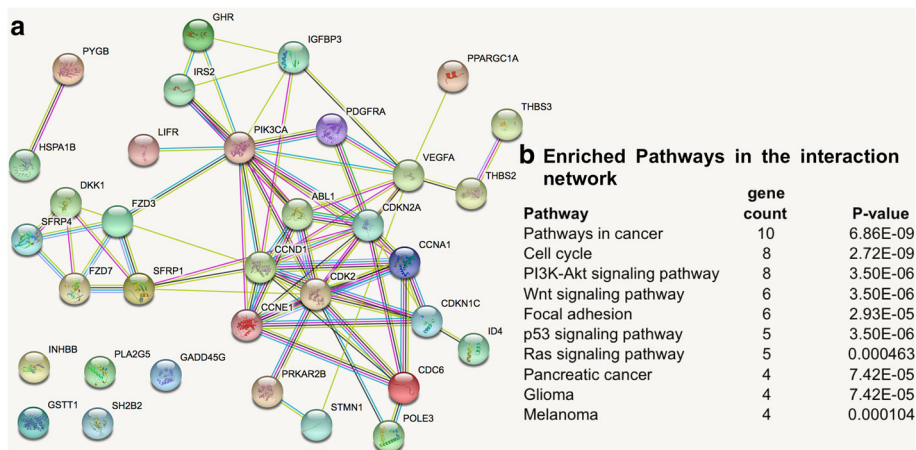 a
GHR
IGFBP3
PYGB
PPARGC1A
IRS2
THBS3
PDGFRA
LIFR
PIK3CA
HSPA1B
VEGFA
THBS2
DKK1
ABL1
CDKN2A
SFRP4
FZD3
CCND1
CCNA1
FZD7
SFRP1
CDK2
CDKN1C
CCNE1
ID4
INHBB
PLA2G5
GADD45G
CDC6
PRKAR2B
GSTT1
SH2B2
STMN1
POLE3
b Enriched Pathways in the interaction
network
gene
Pathway count P-value
Pathways in cancer 10 6.86E-09
Cell cycle 8 2.72E-09
PI3K-Akt signaling pathway 8 3.50E-06
Wnt signaling pathway 6 3.50E-06
Focal adhesion 6 2.93E-05
p53 signaling pathway 5 3.50E-06
Ras signaling pathway 5 0.000463
Pancreatic cancer 4 7.42E-05
Glioma 4 7.42E-05
Melanoma 4 0.000104